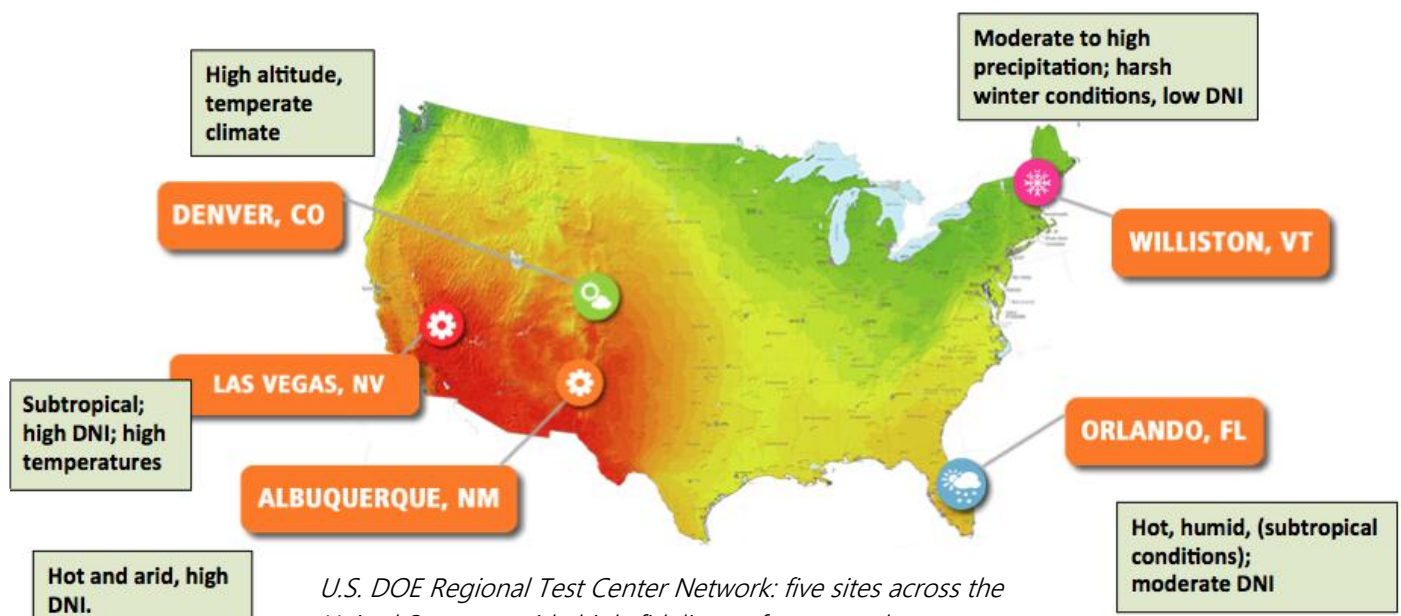 High altitude,
temperate
climate
Moderate to high
precipitation; harsh
winter conditions, low DNI
DENVER, CO
WILLISTON, VT
LAS VEGAS, NV
Subtropical;
high DNI; high
temperatures
ORLANDO, FL
ALBUQUERQUE, NM
Hot, humid, (subtropical
conditions);
moderate DNI
Hot and arid, high
DNI.
U.S. DOE Regional Test Center Network: five sites across the